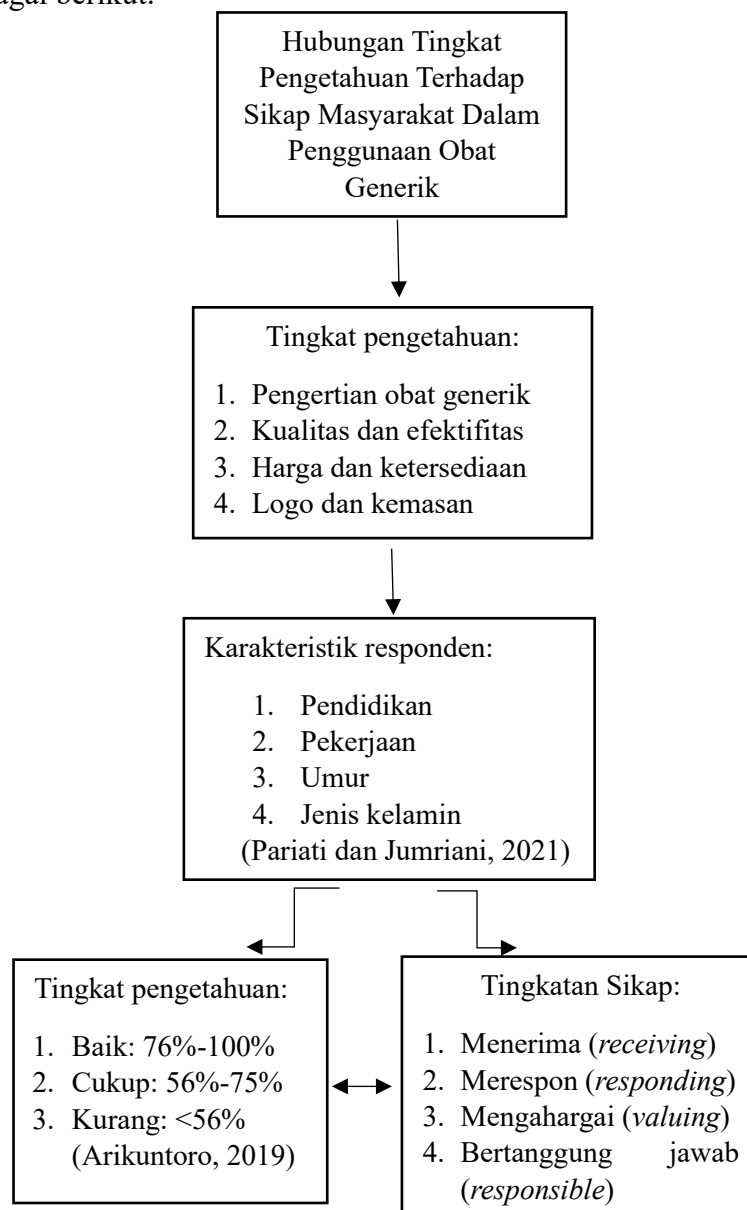 agai berikut:
Hubungan Tingkat
Pengetahuan Terhadap
Sikap Masyarakat Dalam
Penggunaan Obat
Generik
Tingkat pengetahuan:
1. Pengertian obat generik
2. Kualitas dan efektifitas
3. Harga dan ketersediaan
4. Logo dan kemasan
Karakteristik responden:
1. Pendidikan
2. Pekerjaan
3. Umur
4. Jenis kelamin
(Pariati dan Jumriani, 2021)
Tingkat pengetahuan:
1. Baik: 76%-100%
2. Cukup: 56%-75%
3. Kurang: <56%
(Arikuntoro, 2019)
Tingkatan Sikap:
1. Menerima (receiving)
2. Merespon (responding)
3. Mengahargai (valuing)
4. Bertanggung jawab
(responsible)